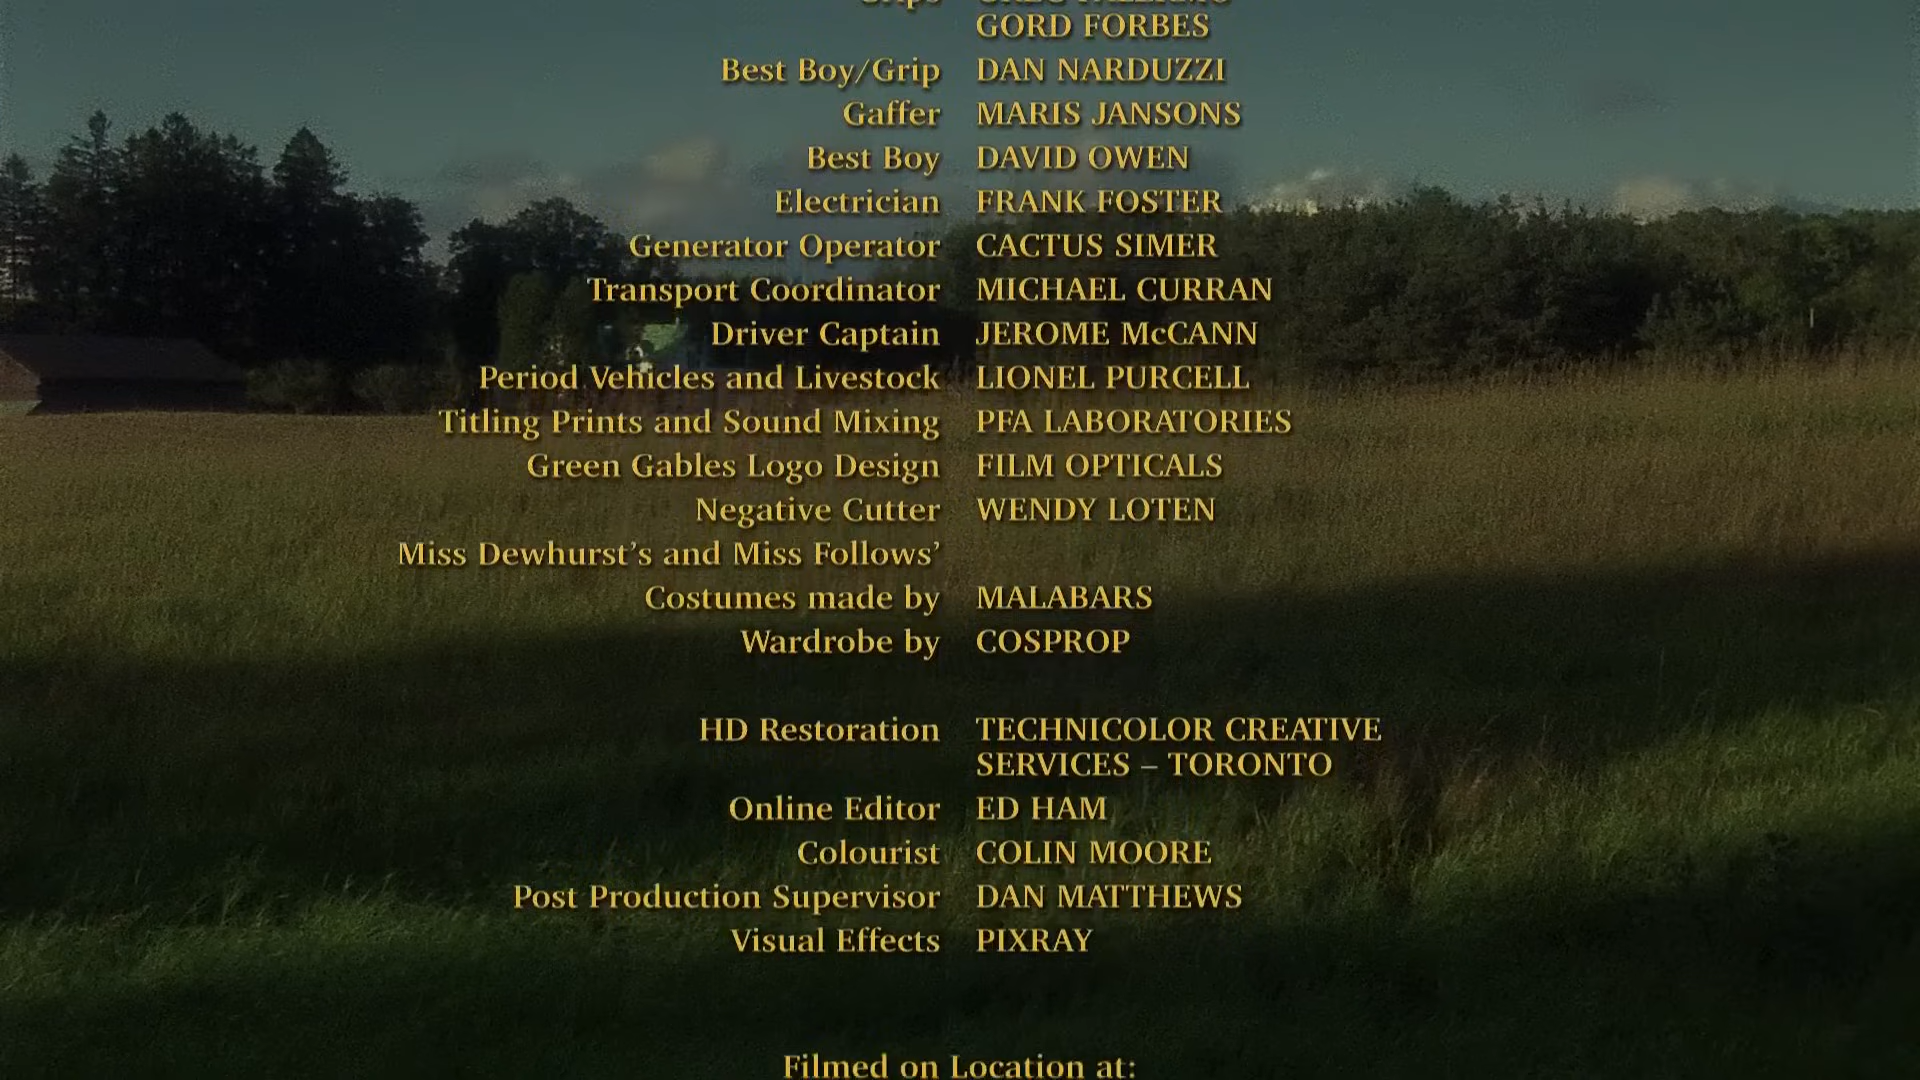 GORD FORBES
Best Boy/Grip DAN NARDUZZI
Gaffer MARIS JANSONS
Best Boy DAVID OWEN
Electrician FRANK FOSTER
Generator Operator CACTUS SIMER
Transport Coordinator MICHAEL CURRAN
Driver Captain JEROME McCANN
Period Vehicles and Livestock LIONEL PURCELL
Titling Prints and Sound Mixing PFA LABORATORIES
Green Gables Logo Design FILM OPTICALS
Negative Cutter WENDY LOTEN
Miss Dewhurst’s and Miss Follows’
Costumes made by MALABARS
Wardrobe by COSPROP
HD Restoration TECHNICOLOR CREATIVE
SERVICES – TORONTO
Online Editor ED HAM
Colourist COLIN MOORE
Post Production Supervisor DAN MATTHEWS
Visual Effects PIXRAY
Filmed on Location at: